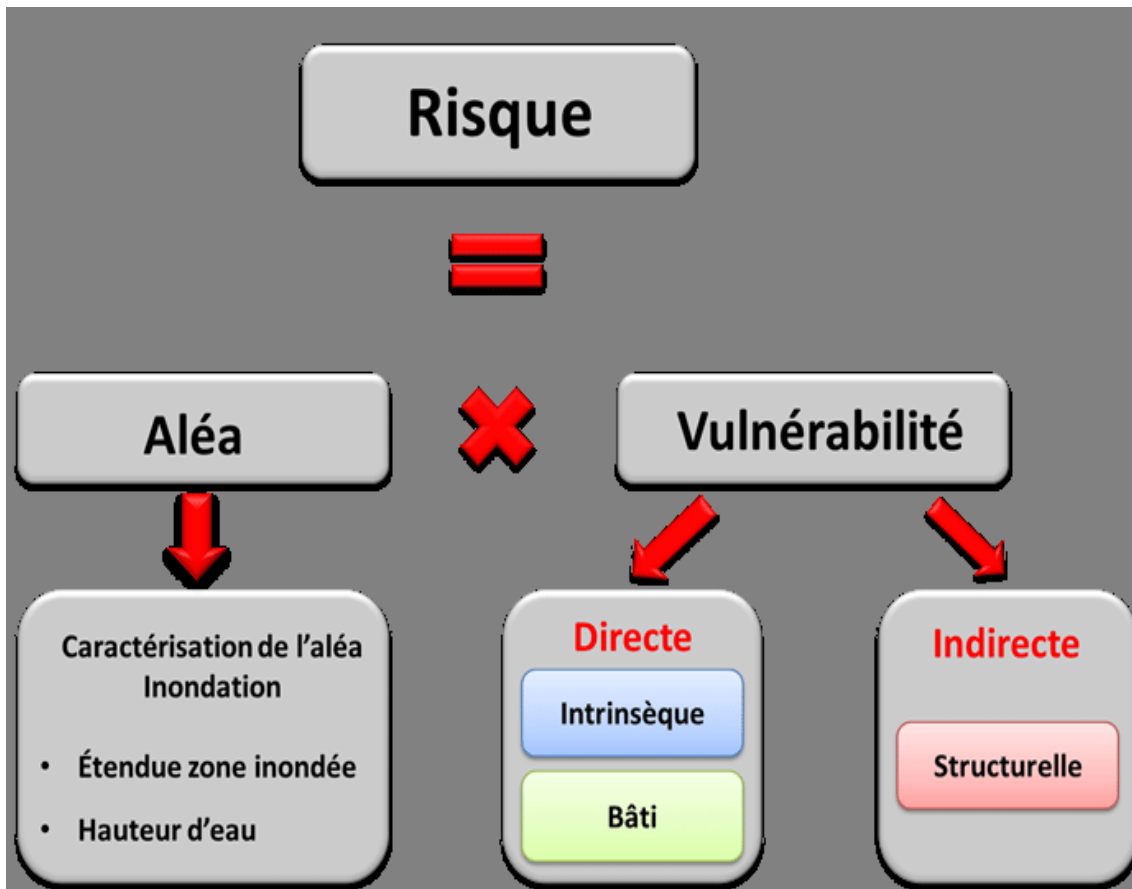 Risque
Aléa
Vulnérabilité
Caractérisation de l'aléa
Inondation
• Étendue zone inondée
• Hauteur d'eau
Directe
Intrinsèque
Bâti
Indirecte
Structurelle